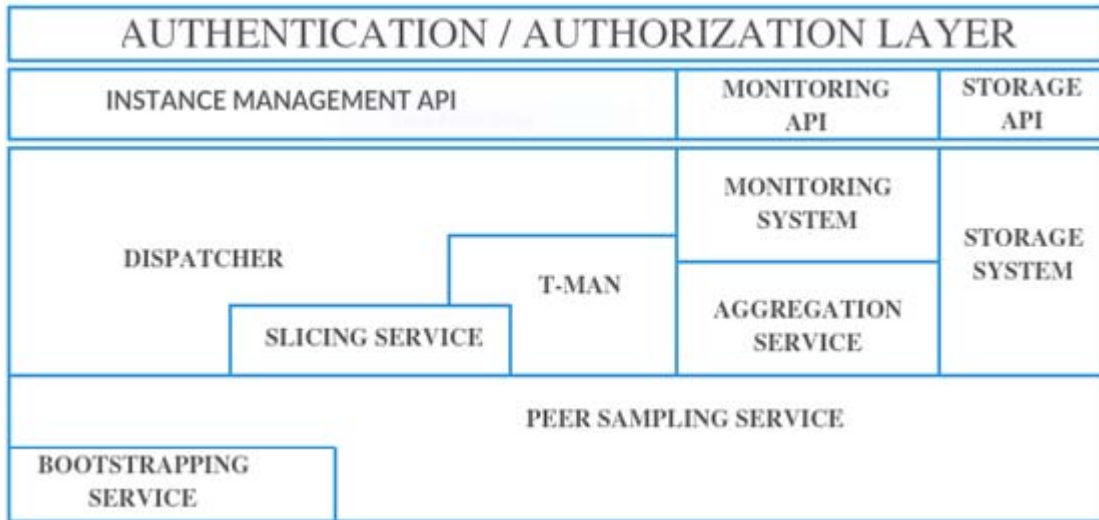 AUTHENTICATION / AUTHORIZATION LAYER
INSTANCE MANAGEMENT API
MONITORING
API
STORAGE
API
DISPATCHER
SLICING SERVICE
T-MAN
MONITORING
SYSTEM
AGGREGATION
SERVICE
STORAGE
SYSTEM
PEER SAMPLING SERVICE
BOOTSTRAPPING
SERVICE